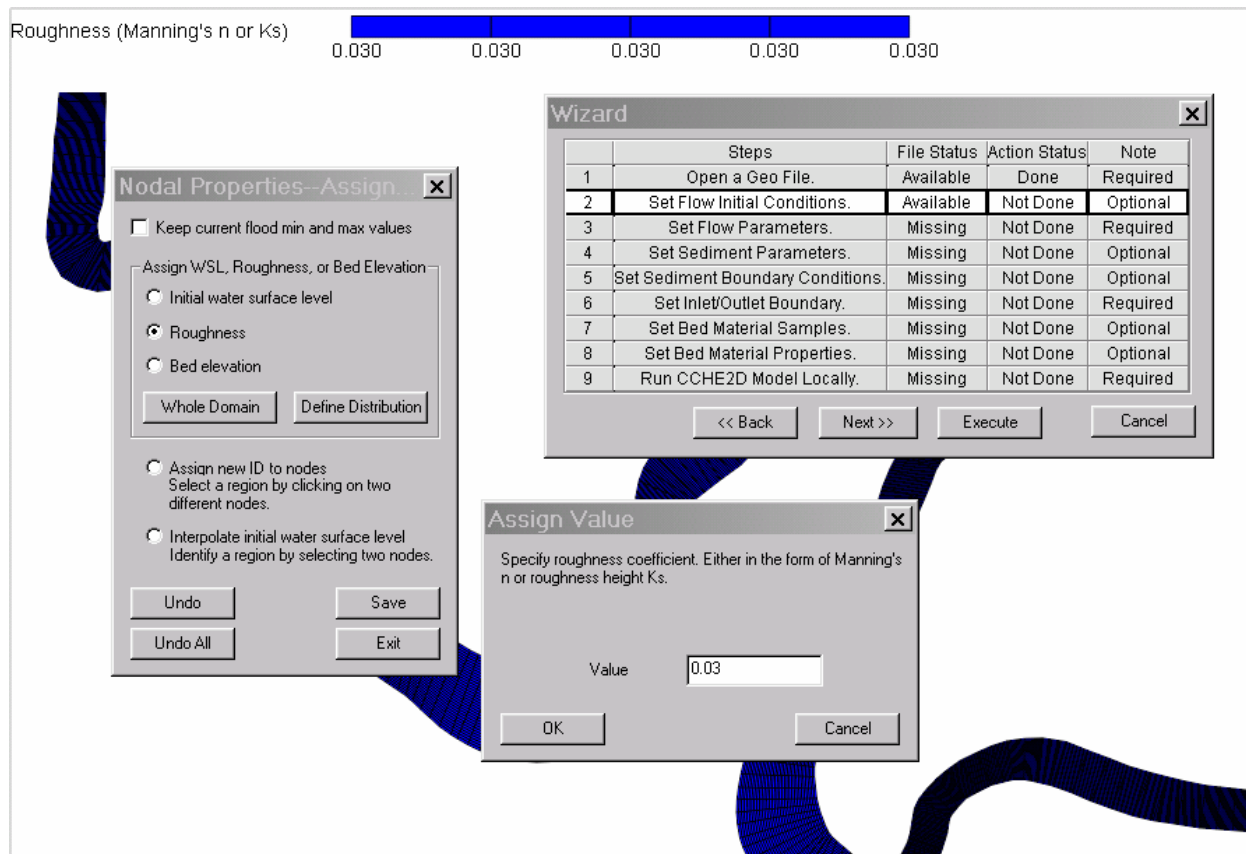 Roughness (Manning's n or Ks)
0.030 0.030 0.030 0.030 0.030
Wizard
Steps File Status Action Status Note
1 Open a Geo File. Available Done Required
2 Set Flow Initial Conditions. Available Not Done Optional
3 Set Flow Parameters. Missing Not Done Required
4 Set Sediment Parameters. Missing Not Done Optional
5 Set Sediment Boundary Conditions. Missing Not Done Optional
6 Set Inlet/Outlet Boundary. Missing Not Done Required
7 Set Bed Material Samples. Missing Not Done Optional
8 Set Bed Material Properties. Missing Not Done Optional
9 Run CCHE2D Model Locally. Missing Not Done Required
<< Back Next >> Execute Cancel
Nodal Properties--Assign...
Keep current flood min and max values
Assign WSL, Roughness, or Bed Elevation
Initial water surface level
Roughness
Bed elevation
Whole Domain Define Distribution
Assign new ID to nodes
Select a region by clicking on two
different nodes.
Interpolate initial water surface level
Identify a region by selecting two nodes.
Undo Save
Undo All Exit
Assign Value
Specify roughness coefficient. Either in the form of Manning's
n or roughness height Ks.
Value 0.03
OK Cancel